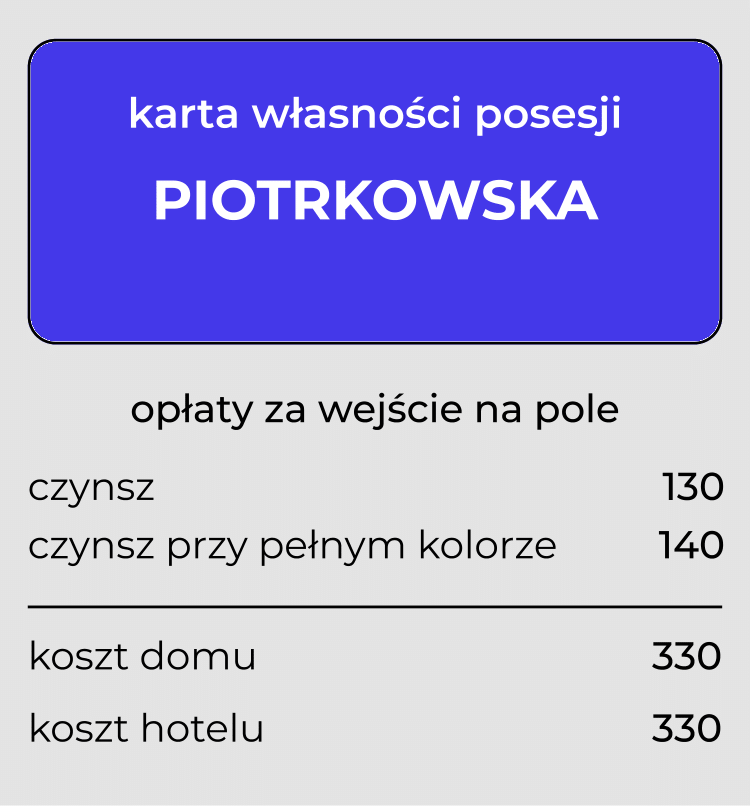 karta własności posesji
PIOTRKOWSKA
opłaty za wejście na pole
czynsz 130
czynsz przy pełnym kolorze 140
koszt domu 330
koszt hotelu 330